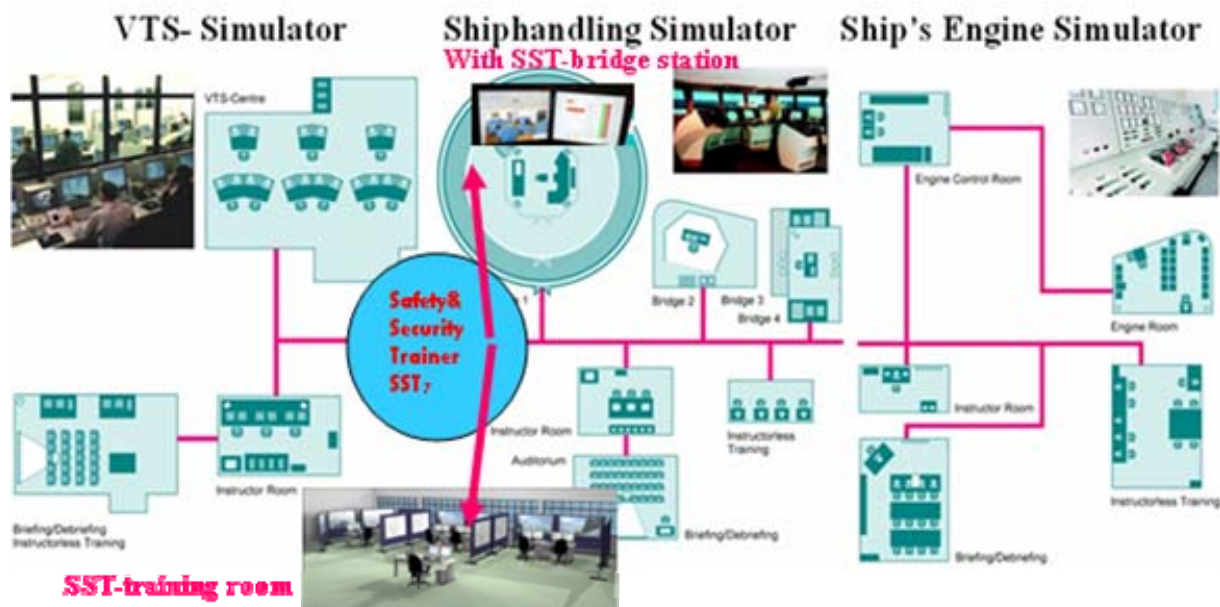 VTS- Simulator
Shiphandling Simulator
Ship's Engine Simulator
With SST-bridge station
VTS-Centre
Engine Control Room
Safety&
Security
Trainer
SST7
1
Bridge 2
Bridge 3
Bridge 4
Engine Room
Instructor Room
Instructor Room
Instructorless
Training
Instructor Room
Auditorium
Briefing/Debriefing
Instructorless Training
Briefing/Debriefing
Briefing/Debriefing
Instructorless Training
SST-training room